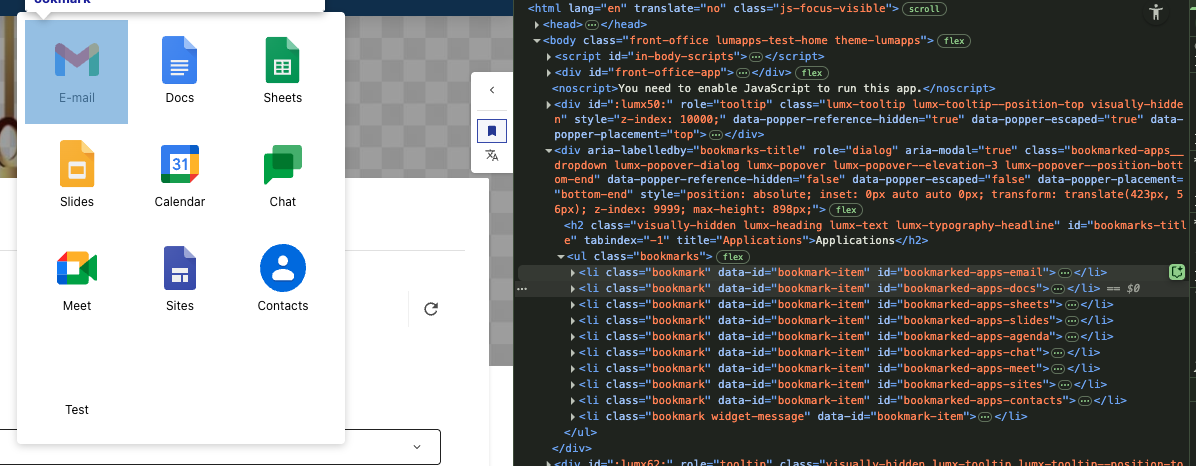 E-mail
Docs
Sheets
Slides
31
Calendar
Chat
Meet
Sites
Contacts
Test
<html lang="en" translate="no" class="js-focus-visible"> scroll
<head>…</head>
<body class="front-office lumapps-test-home theme-lumapps"> flex
<script id="in-body-scripts">…</script>
<div id="front-office-app">…</div> flex
<noscript>You need to enable JavaScript to run this app.</noscript>
<div id=":lumx50:" role="tooltip" class="lumx-tooltip lumx-tooltip--position-top visually-hidde
n" style="z-index: 10000;" data-popper-reference-hidden="true" data-popper-escaped="true" data-
popper-placement="top">…</div>
<div aria-labelledby="bookmarks-title" role="dialog" aria-modal="true" class="bookmarked-apps__
dropdown lumx-popover-dialog lumx-popover lumx-popover--elevation-3 lumx-popover--position-bott
om-end" data-popper-reference-hidden="false" data-popper-escaped="false" data-popper-placement=
"bottom-end" style="position: absolute; inset: 0px auto auto 0px; transform: translate(423px, 5
6px); z-index: 9999; max-height: 898px;"> flex
<h2 class="visually-hidden lumx-heading lumx-text lumx-typography-headline" id="bookmarks-titl
e" tabindex="-1" title="Applications">Applications</h2>
<ul class="bookmarks"> flex
<li class="bookmark" data-id="bookmark-item" id="bookmarked-apps-email">…</li>
<li class="bookmark" data-id="bookmark-item" id="bookmarked-apps-docs">…</li> == $0
<li class="bookmark" data-id="bookmark-item" id="bookmarked-apps-sheets">…</li>
<li class="bookmark" data-id="bookmark-item" id="bookmarked-apps-slides">…</li>
<li class="bookmark" data-id="bookmark-item" id="bookmarked-apps-agenda">…</li>
<li class="bookmark" data-id="bookmark-item" id="bookmarked-apps-chat">…</li>
<li class="bookmark" data-id="bookmark-item" id="bookmarked-apps-meet">…</li>
<li class="bookmark" data-id="bookmark-item" id="bookmarked-apps-sites">…</li>
<li class="bookmark" data-id="bookmark-item" id="bookmarked-apps-contacts">…</li>
<li class="bookmark widget-message" data-id="bookmark-item">…</li>
</ul>
</div>
<div id=":lumx62:" role="tooltip" class="visually-hidden lumx-tooltip lumx-tooltip--position-to